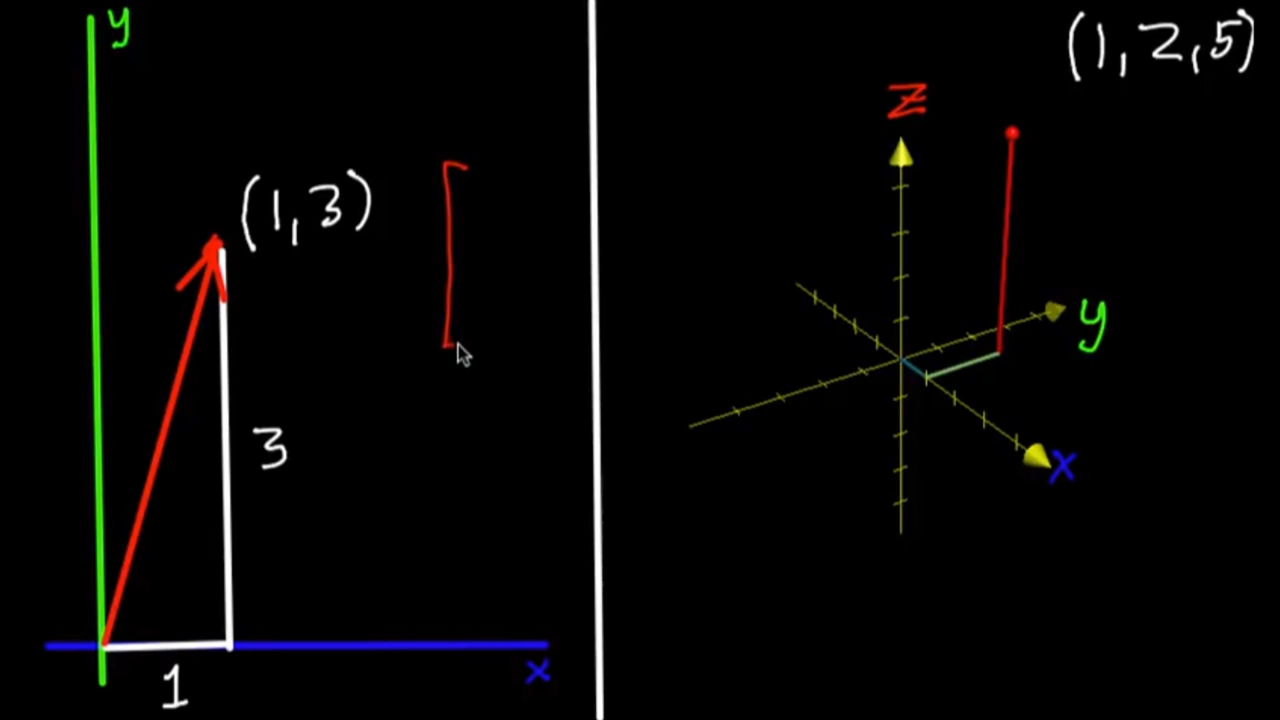 y
(1,3)
3
1
x
(1,2,5)
z
y
x